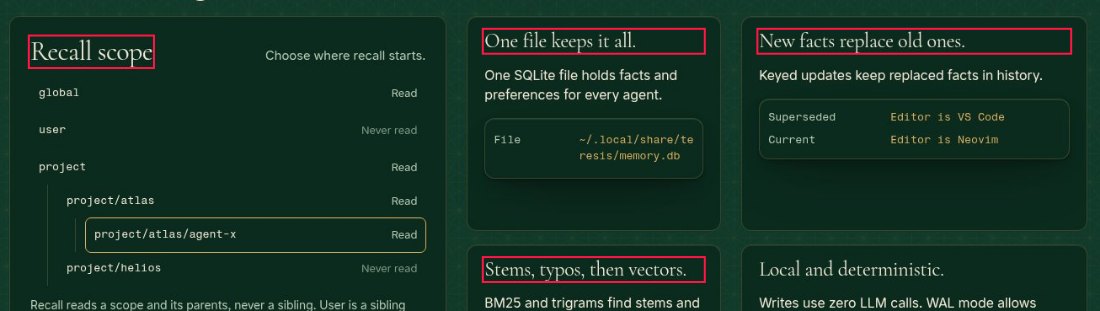 Recall scope
Choose where recall starts.
global Read
user Never read
project Read
project/atlas Read
project/atlas/agent-x Read
project/helios Never read
Recall reads a scope and its parents, never a sibling. User is a sibling
One file keeps it all.
One SQLite file holds facts and
preferences for every agent.
File ~/.local/share/te
resis/memory.db
New facts replace old ones.
Keyed updates keep replaced facts in history.
Superseded Editor is VS Code
Current Editor is Neovim
Stems, typos, then vectors.
BM25 and trigrams find stems and
Local and deterministic.
Writes use zero LLM calls. WAL mode allows